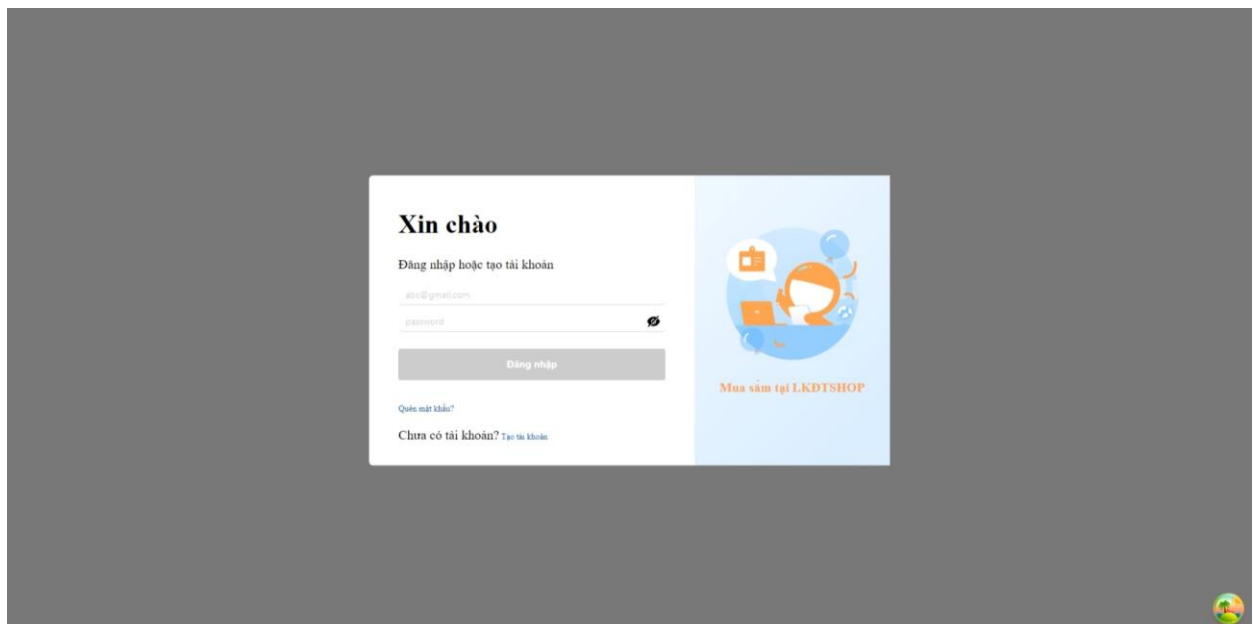 Xin chào
Đăng nhập hoặc tạo tài khoản
abc@gmail.com
password
Đăng nhập
Quên mật khẩu?
Chưa có tài khoản? Tạo tài khoản
Mua sắm tại LKDTSHOP